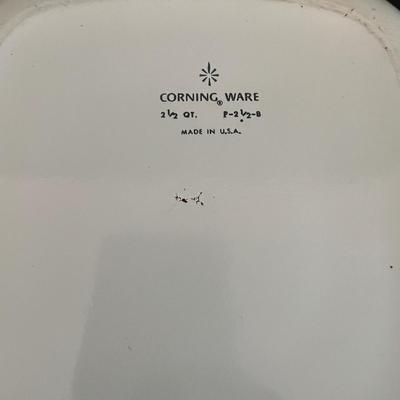 CORNING® WARE
2½ QT. P-2½-B
MADE IN U.S.A.